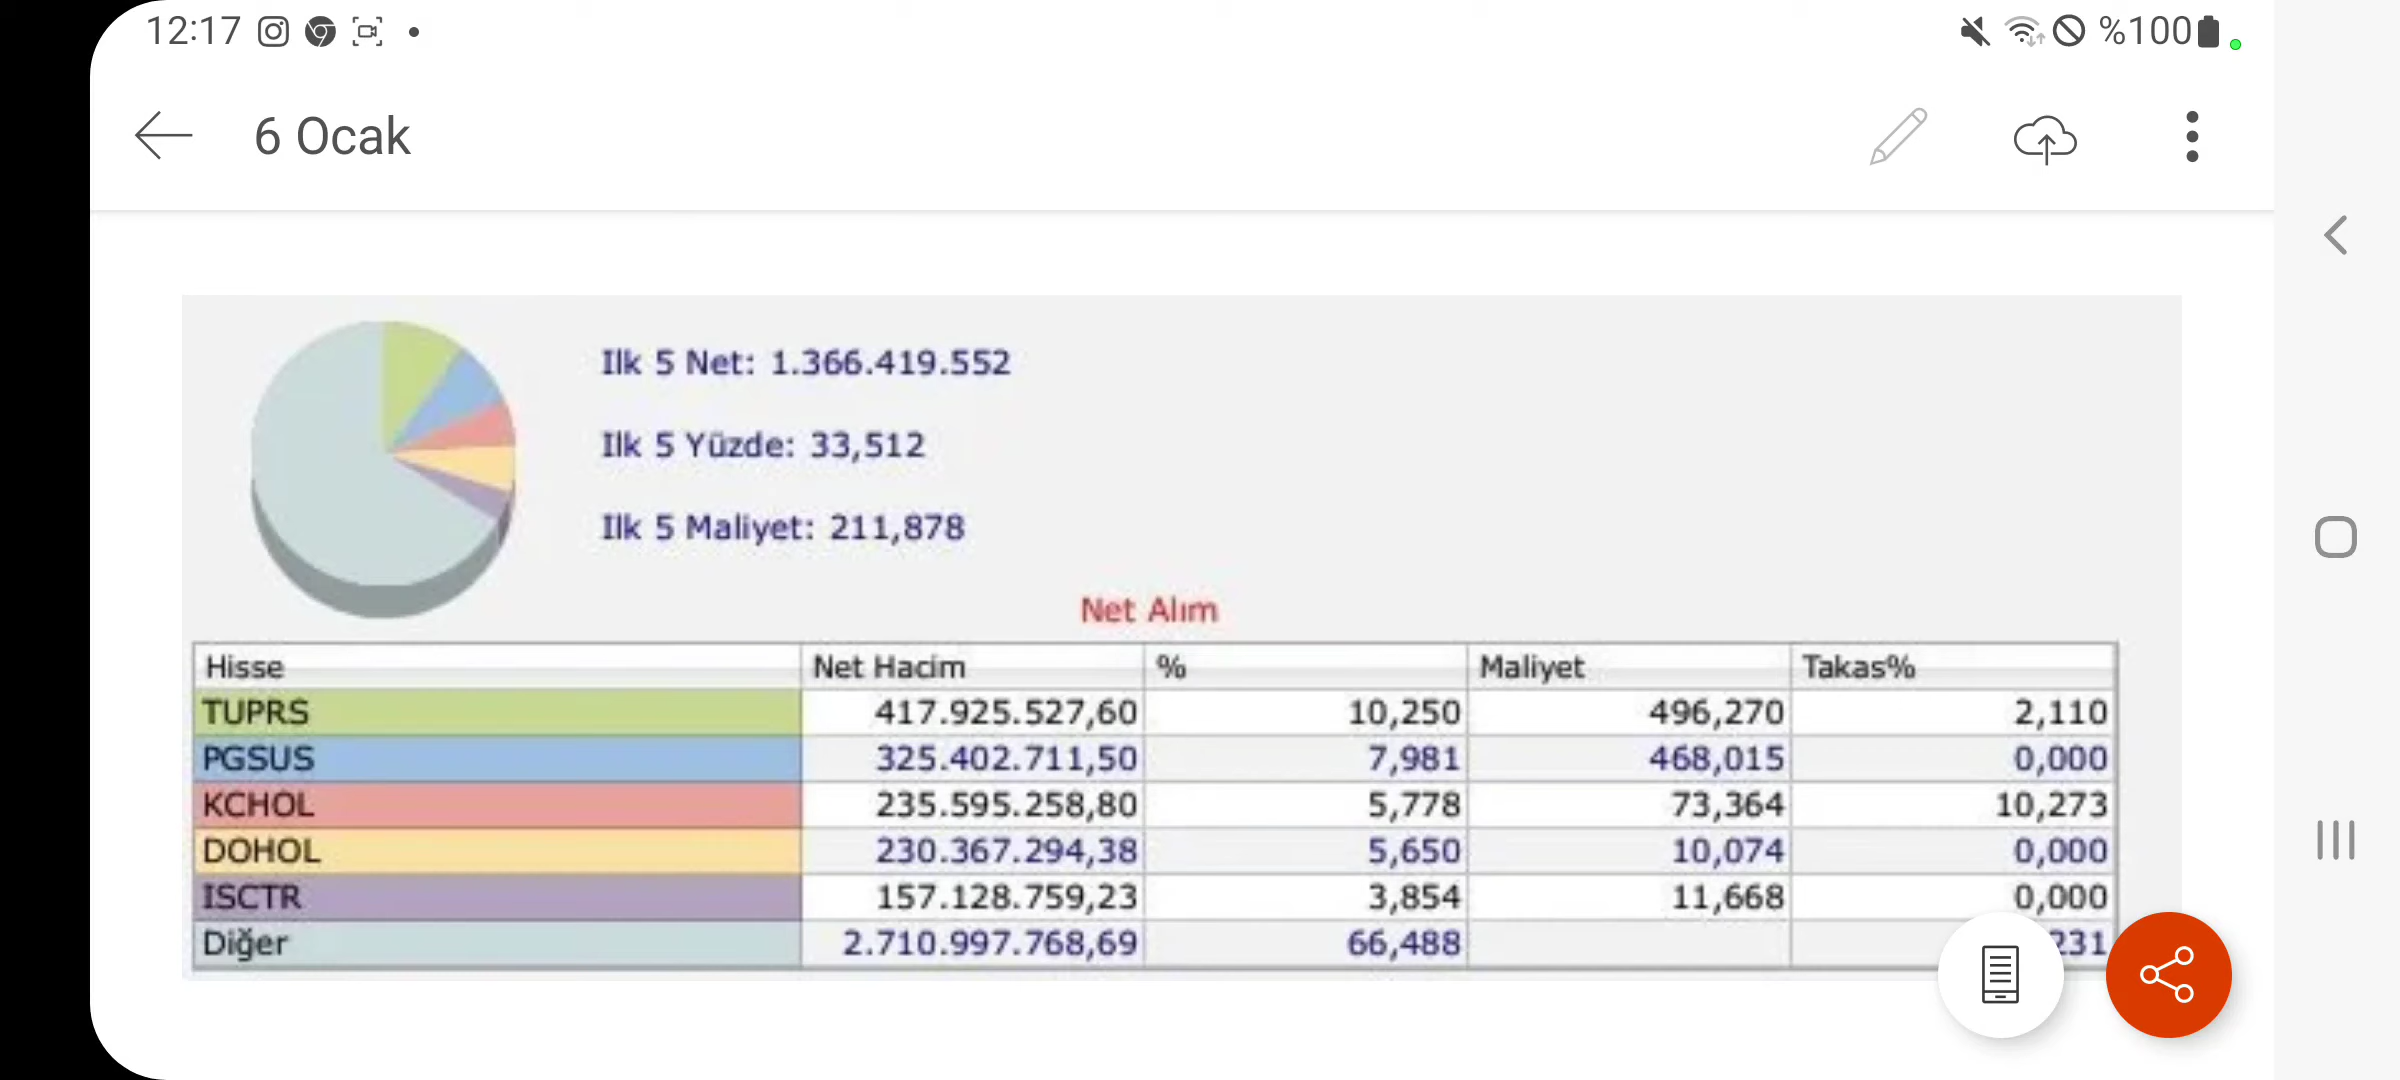 12:17 %100
6 Ocak
Ilk 5 Net: 1.366.419.552
Ilk 5 Yüzde: 33,512
Ilk 5 Maliyet: 211,878
Net Alım
Hisse Net Hacim % Maliyet Takas%
TUPRS 417.925.527,60 10,250 496,270 2,110
PGSUS 325.402.711,50 7,981 468,015 0,000
KCHOL 235.595.258,80 5,778 73,364 10,273
DOHOL 230.367.294,38 5,650 10,074 0,000
ISCTR 157.128.759,23 3,854 11,668 0,000
Diğer 2.710.997.768,69 66,488